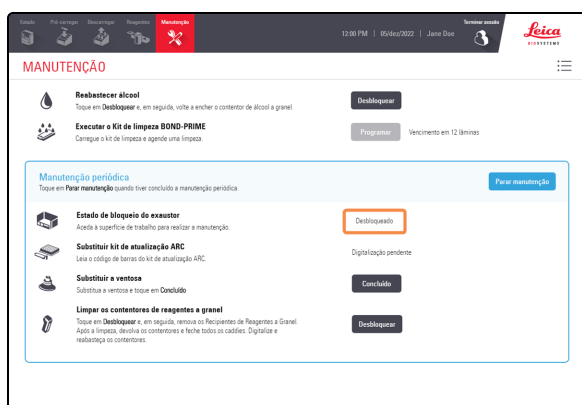 Estado Pré-carregar Descarregar Reagentes Manutenção Terminar sessão
12:00 PM | 05/dez/2022 | Jane Doe
Leica
BIOSYSTEMS
MANUTENÇÃO
Reabastecer álcool
Toque em Desbloquear e, em seguida, volte a encher o contentor de álcool a granel.
Desbloquear
Executar o Kit de limpeza BOND-PRIME
Carregue o kit de limpeza e agende uma limpeza.
Programar Vencimento em 12 lâminas
Manutenção periódica
Toque em Parar manutenção quando tiver concluído a manutenção periódica.
Parar manutenção
Estado de bloqueio do exaustor
Aceda à superfície de trabalho para realizar a manutenção.
Desbloqueado
Substituir kit de atualização ARC
Leia o código de barras do kit de atualização ARC.
Digitalização pendente
Substituir a ventosa
Substitua a ventosa e toque em Concluído
Concluído
Limpar os contentores de reagentes a granel
Toque em Desbloquear e, em seguida, remova os Recipientes de Reagentes a Granel.
Após a limpeza, devolva os contentores e feche todos os caddies. Digitalize e
reabasteça os contentores.
Desbloquear